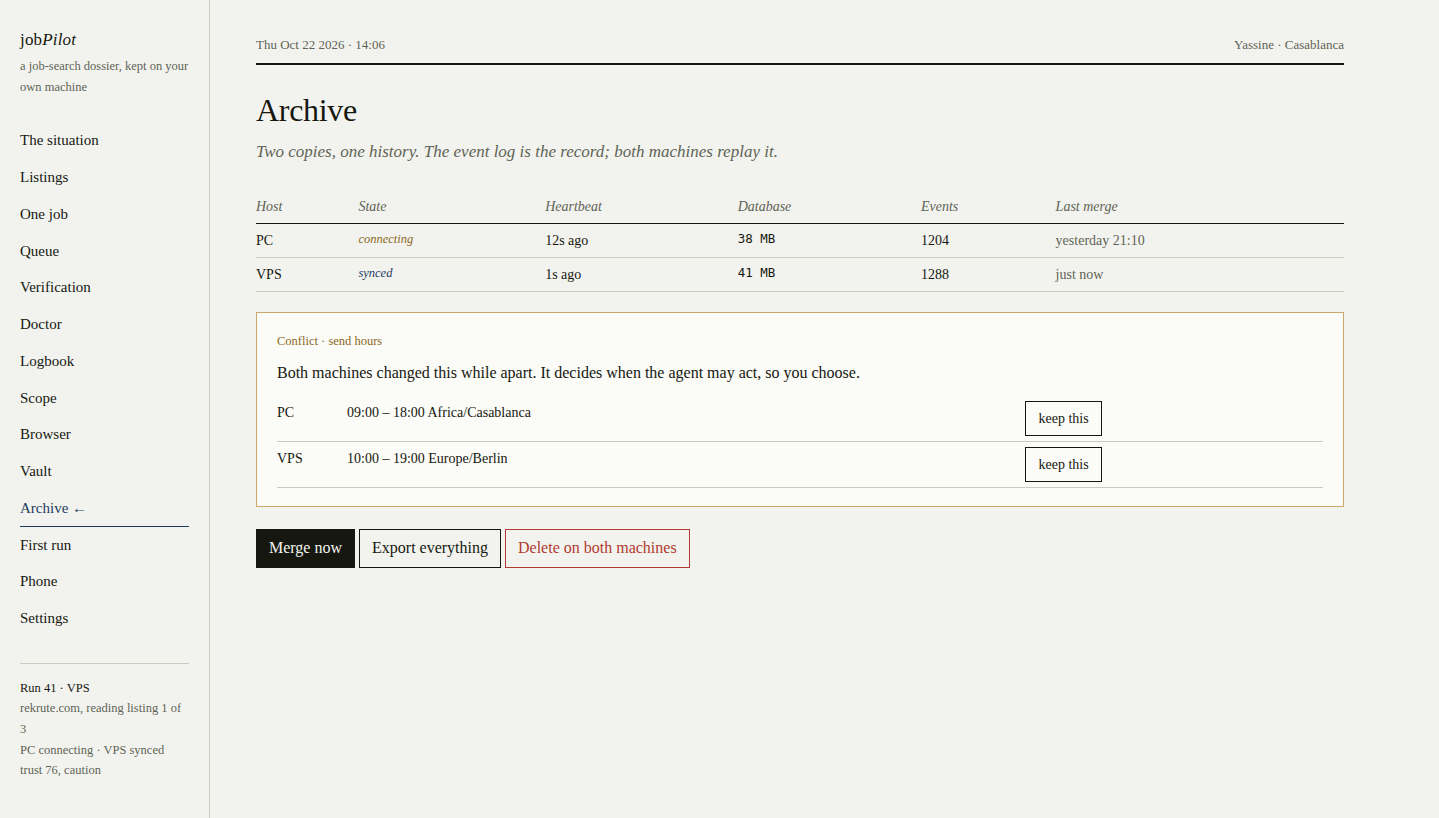 jobPilot
a job-search dossier, kept on your
own machine
The situation
Listings
One job
Queue
Verification
Doctor
Logbook
Scope
Browser
Vault
Archive ←
First run
Phone
Settings
Run 41 · VPS
rekrute.com, reading listing 1 of
3
PC connecting · VPS synced
trust 76, caution
Thu Oct 22 2026 · 14:06 Yassine · Casablanca
Archive
Two copies, one history. The event log is the record; both machines replay it.
Host State Heartbeat Database Events Last merge
PC connecting 12s ago 38 MB 1204 yesterday 21:10
VPS synced 1s ago 41 MB 1288 just now
Conflict · send hours
Both machines changed this while apart. It decides when the agent may act, so you choose.
PC 09:00 – 18:00 Africa/Casablanca keep this
VPS 10:00 – 19:00 Europe/Berlin keep this
Merge now Export everything Delete on both machines